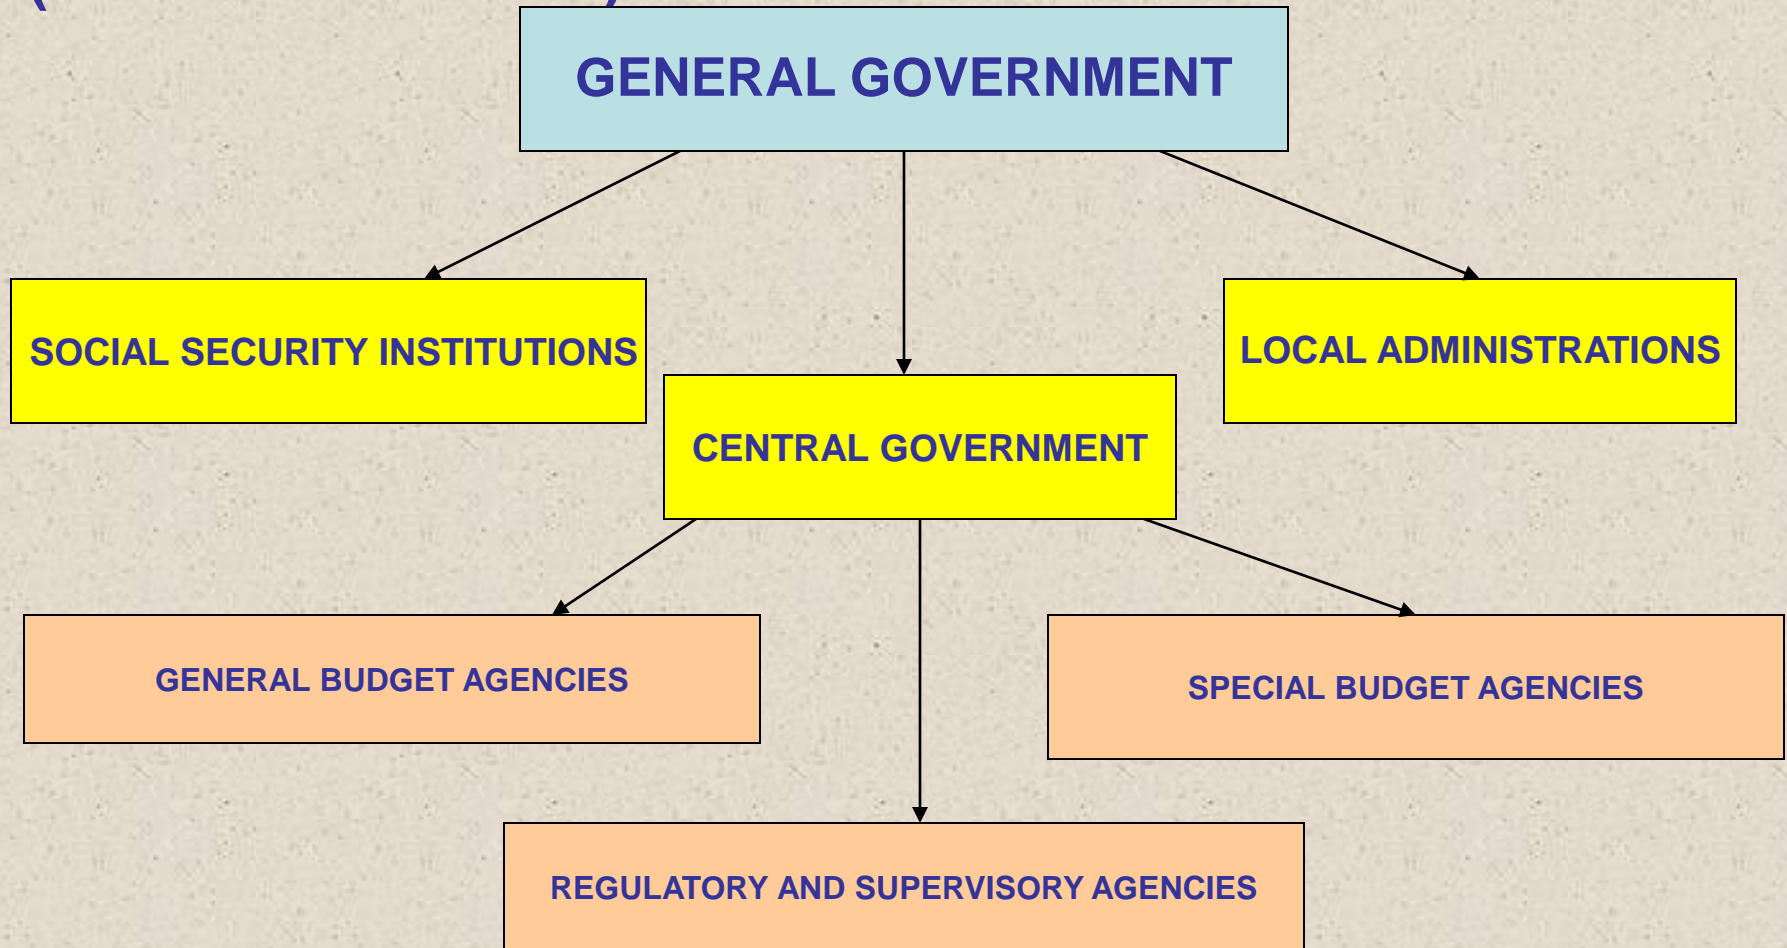 GENERAL GOVERNMENT
SOCIAL SECURITY INSTITUTIONS
LOCAL ADMINISTRATIONS
CENTRAL GOVERNMENT
GENERAL BUDGET AGENCIES
SPECIAL BUDGET AGENCIES
REGULATORY AND SUPERVISORY AGENCIES